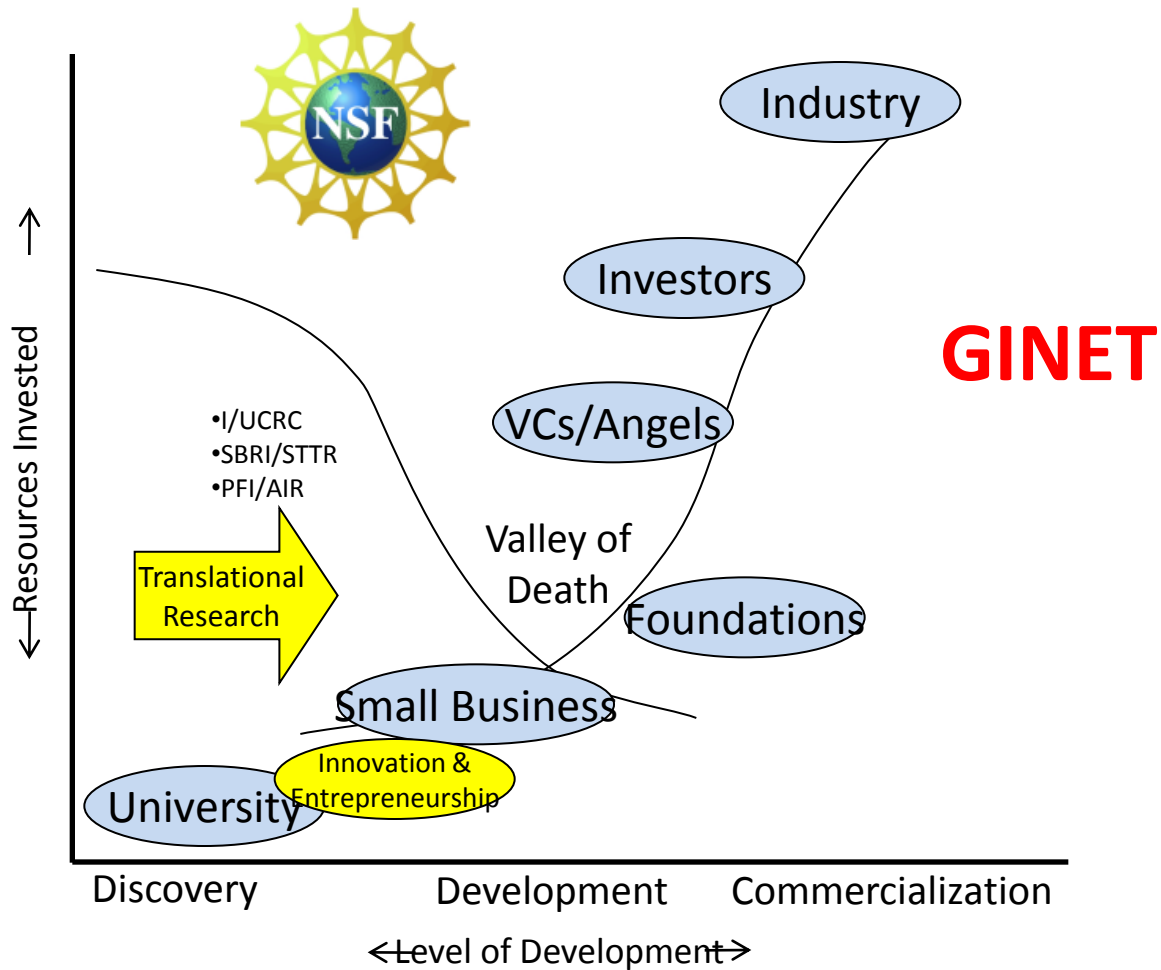 NSF
Industry
Investors
GINET
Resources Invested
•I/UCRC
•SBRI/STTR
•PFI/AIR
VCs/Angels
Valley of
Death
Translational
Research
Foundations
Small Business
Innovation &
Entrepreneurship
University
Discovery
Development
Commercialization
Level of Development